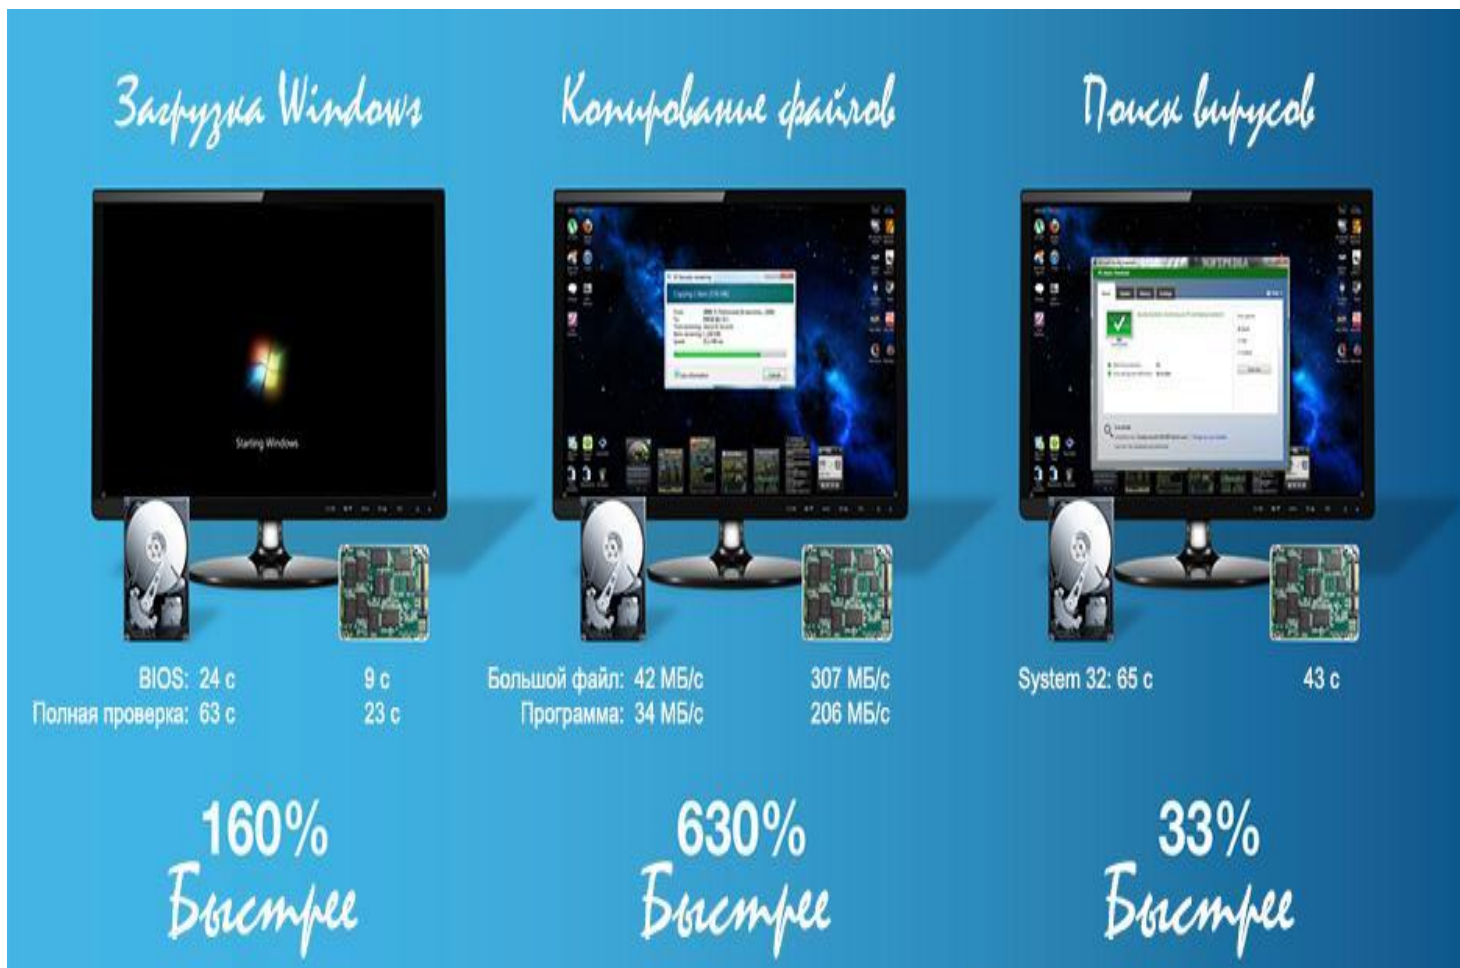 Загрузка Windows
Копирование файлов
Поиск вирусов
Starting Windows
BIOS: 24 с
9 с
Полная проверка: 63 с
23 с
Большой файл: 42 МБ/с
307 МБ/с
Программа: 34 МБ/с
206 МБ/с
System 32: 65 с
43 с
160%
Быстрее
630%
Быстрее
33%
Быстрее